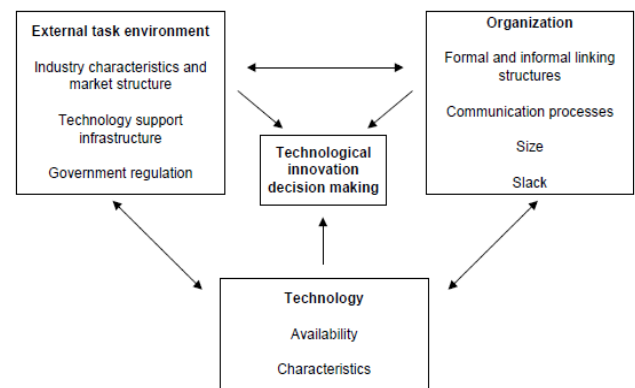 External task environment
Industry characteristics and
market structure
Technology support
infrastructure
Government regulation
Organization
Formal and informal linking
structures
Communication processes
Size
Slack
Technological
innovation
decision making
Technology
Availability
Characteristics